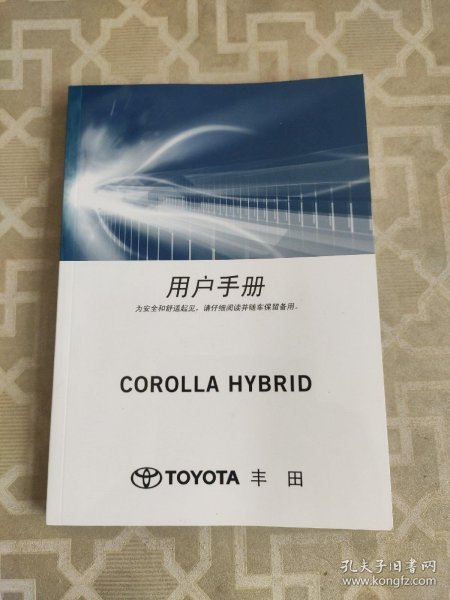 用户手册
为安全和舒适起见，请仔细阅读并随车保留备用。
COROLLA HYBRID
TOYOTA 丰 田
孔夫子旧书网
www.kongfz.com